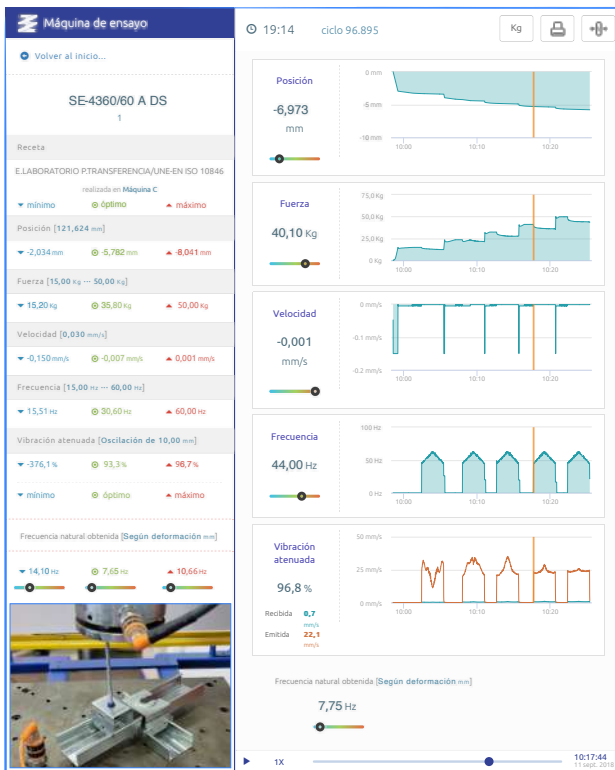 Máquina de ensayo
Volver al inicio...
SE-4360/60 A DS
1
Receta
E.LABORATORIO P.TRANSFERENCIA/UNE-EN ISO 10846
realizada en Máquina C
mínimo óptimo máximo
Posición [121,624 mm]
-2,034 mm -5,782 mm -8,041 mm
Fuerza [15,00 Kg --- 50,00 Kg]
15,20 Kg 35,80 Kg 50,00 Kg
Velocidad [0,030 mm/s]
-0,150 mm/s -0,007 mm/s 0,001 mm/s
Frecuencia [15,00 Hz --- 60,00 Hz]
15,51 Hz 30,60 Hz 60,00 Hz
Vibración atenuada [Oscilación de 10,00 mm]
-376,1 % 93,3% 96,7%
mínimo óptimo máximo
Frecuencia natural obtenida [Según deformación mm]
14,10 Hz 7,65 Hz 10,66 Hz
19:14 ciclo 96.895 Kg
Posición
-6,973
mm
0 mm
-5 mm
-10 mm
10:00 10:10 10:20
Fuerza
40,10 Kg
75,0 Kg
50,0 Kg
25,0 Kg
0 Kg
10:00 10:10 10:20
Velocidad
-0,001
mm/s
0 mm/s
-0.1 mm/s
-0.2 mm/s
10:00 10:10 10:20
Frecuencia
44,00 Hz
100 Hz
50 Hz
0 Hz
10:00 10:10 10:20
Vibración
atenuada
96,8 %
Recibida 0,7
mm/s
Emitida 22,1
mm/s
50 mm/s
25 mm/s
0 mm/s
10:00 10:10 10:20
Frecuencia natural obtenida [Según deformación mm]
7,75 Hz
1X
10:17:44
11 sept. 2018